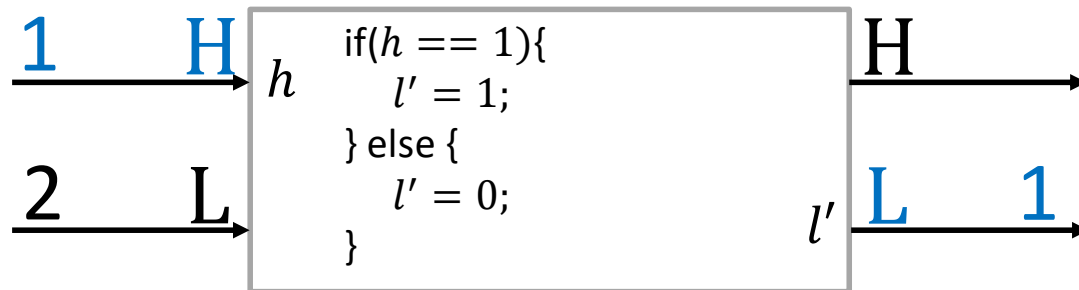 1 H
h
if(h == 1){
l′ = 1;
} else {
l′ = 0;
}
2 L
H
l′
L 1